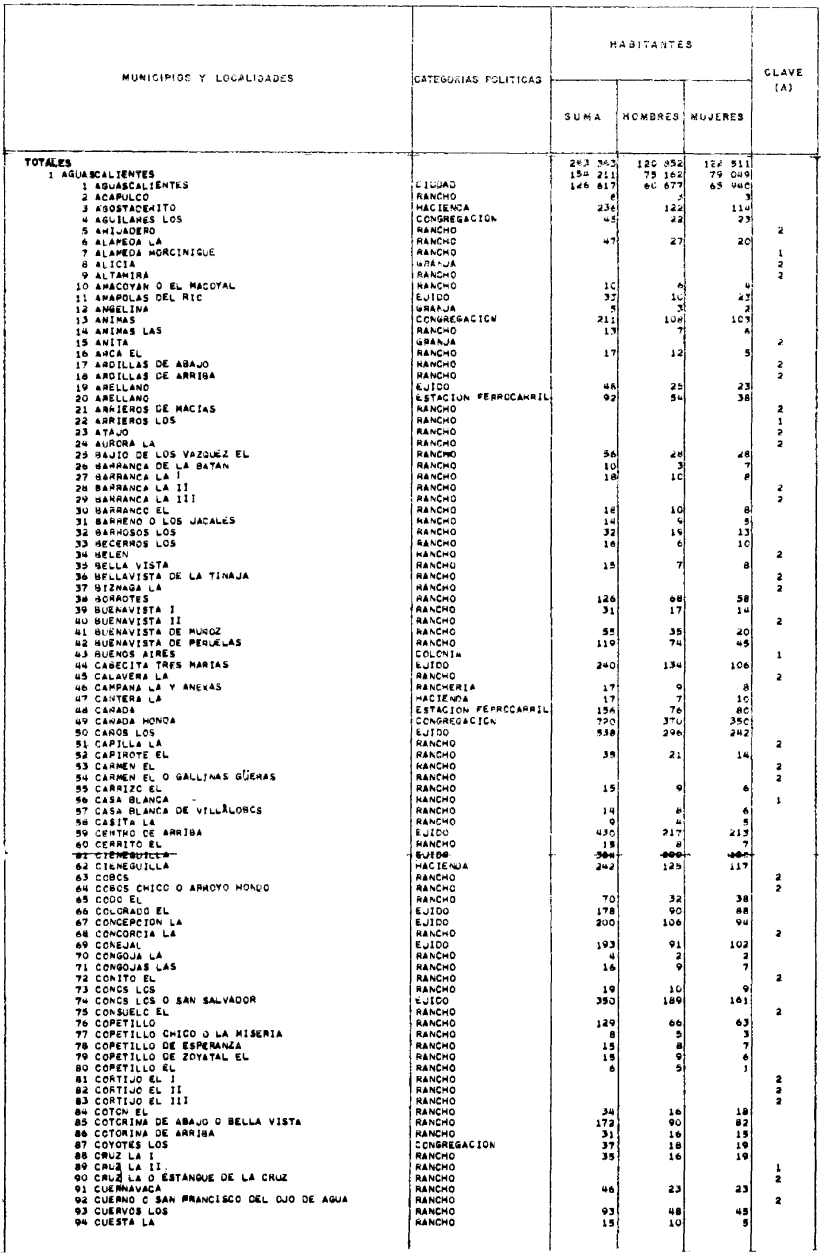 HABITANTES
MUNICIPIOS Y LOCALIDADES CATEGORIAS POLITICAS CLAVE
(A)
SUMA HOMBRES MUJERES
TOTALES 120 852 122 511
1 AGUASCALIENTES 154 211 75 162 79 049
1 AGUASCALIENTES CIUDAD 126 617 60 677 65 940
2 ACAPULCO RANCHO 6 3 3
3 AGOSTADERITO HACIENDA 236 122 114
4 AGUILARES LOS CONGREGACION 45 22 23
5 AHIJADERO RANCHO 2
6 ALAMEDA LA RANCHO 47 27 20
7 ALAMEDA MORCINIGUE RANCHO 1
8 ALICIA GRANJA 2
9 ALTAMIRA RANCHO 2
10 AMACOYAN O EL MACOYAL RANCHO 10 6 4
11 AMAPOLAS DEL RIO EJIDO 33 10 23
12 ANGELINA GRANJA 5 3 2
13 ANIMAS CONGREGACION 211 108 103
14 ANIMAS LAS RANCHO 13 7 6
15 ANITA GRANJA 2
16 ARCA EL RANCHO 17 12 5
17 ARDILLAS DE ABAJO RANCHO 2
18 ARDILLAS DE ARRIBA RANCHO 2
19 ARELLANO EJIDO 48 25 23
20 ARELLANO ESTACION FERROCARRIL 92 54 38
21 ARRIEROS DE MACIAS RANCHO 2
22 ARRIEROS LOS RANCHO 1
23 ATAJO RANCHO 2
24 AURORA LA RANCHO 2
25 BAJIO DE LOS VAZQUEZ EL RANCHO 56 28 28
26 BARRANCA DE LA BATAN RANCHO 10 3 7
27 BARRANCA LA I RANCHO 18 10 8
28 BARRANCA LA II RANCHO 2
29 BARRANCA LA III RANCHO 2
30 BARRANCO EL RANCHO 18 10 8
31 BARRENO O LOS JACALES RANCHO 14 9 5
32 BARROSOS LOS RANCHO 32 19 13
33 BECERROS LOS RANCHO 16 6 10
34 BELEN RANCHO 2
35 BELLA VISTA RANCHO 15 7 8
36 BELLAVISTA DE LA TINAJA RANCHO 2
37 BIZNAGA LA RANCHO 2
38 BORROTES RANCHO 126 68 58
39 BUENAVISTA I RANCHO 31 17 14
40 BUENAVISTA II RANCHO 2
41 BUENAVISTA DE MUNOZ RANCHO 55 35 20
42 BUENAVISTA DE PENUELAS RANCHO 119 74 45
43 BUENOS AIRES COLONIA 1
44 CABECITA TRES MARIAS EJIDO 240 134 106
45 CALAVERA LA RANCHO 2
46 CAMPANA LA Y ANEXAS RANCHERIA 17 9 8
47 CANTERA LA HACIENDA 17 7 10
48 CANADA ESTACION FERROCARRIL 156 76 80
49 CANADA HONDA CONGREGACION 720 370 350
50 CANOS LOS EJIDO 538 296 242
51 CAPILLA LA RANCHO 2
52 CAPIROTE EL RANCHO 35 21 14
53 CARMEN EL RANCHO 2
54 CARMEN EL O GALLINAS GÜERAS RANCHO 2
55 CARRIZO EL RANCHO 15 9 6
56 CASA BLANCA RANCHO 1
57 CASA BLANCA DE VILLALOBOS RANCHO 14 8 6
58 CASITA LA RANCHO 9 4 5
59 CENTRO DE ARRIBA EJIDO 430 217 213
60 CERRITO EL RANCHO 15 8 7
61 CIENEGUILLA EJIDO
62 CIENEGUILLA HACIENDA 242 125 117
63 COBOS RANCHO 2
64 COBOS CHICO O ARROYO HONDO RANCHO 2
65 CODO EL RANCHO 70 32 38
66 COLORADO EL EJIDO 178 90 88
67 CONCEPCION LA EJIDO 200 106 94
68 CONCORDIA LA RANCHO 2
69 CONEJAL EJIDO 193 91 102
70 CONGOJA LA RANCHO 4 2 2
71 CONGOJAS LAS RANCHO 16 9 7
72 CONITO EL RANCHO 2
73 CONOS LOS RANCHO 19 10 9
74 CONOS LOS O SAN SALVADOR EJIDO 350 189 161
75 CONSUELO EL RANCHO 2
76 COPETILLO RANCHO 129 66 63
77 COPETILLO CHICO O LA MISERIA RANCHO 8 5 3
78 COPETILLO DE ESPERANZA RANCHO 15 8 7
79 COPETILLO DE ZOYATAL EL RANCHO 15 9 6
80 COPETILLO EL RANCHO 6 5 1
81 CORTIJO EL I RANCHO 2
82 CORTIJO EL II RANCHO 2
83 CORTIJO EL III RANCHO 2
84 COTON EL RANCHO 34 16 18
85 COTORINA DE ABAJO O BELLA VISTA RANCHO 172 90 82
86 COTORINA DE ARRIBA RANCHO 31 16 15
87 COYOTES LOS CONGREGACION 37 18 19
88 CRUZ LA I RANCHO 35 16 19
89 CRUZ LA II RANCHO 1
90 CRUZ LA O ESTANQUE DE LA CRUZ RANCHO 2
91 CUERNAVACA RANCHO 46 23 23
92 CUERNO O SAN FRANCISCO DEL OJO DE AGUA RANCHO 2
93 CUERVOS LOS RANCHO 93 48 45
94 CUESTA LA RANCHO 15 10 5